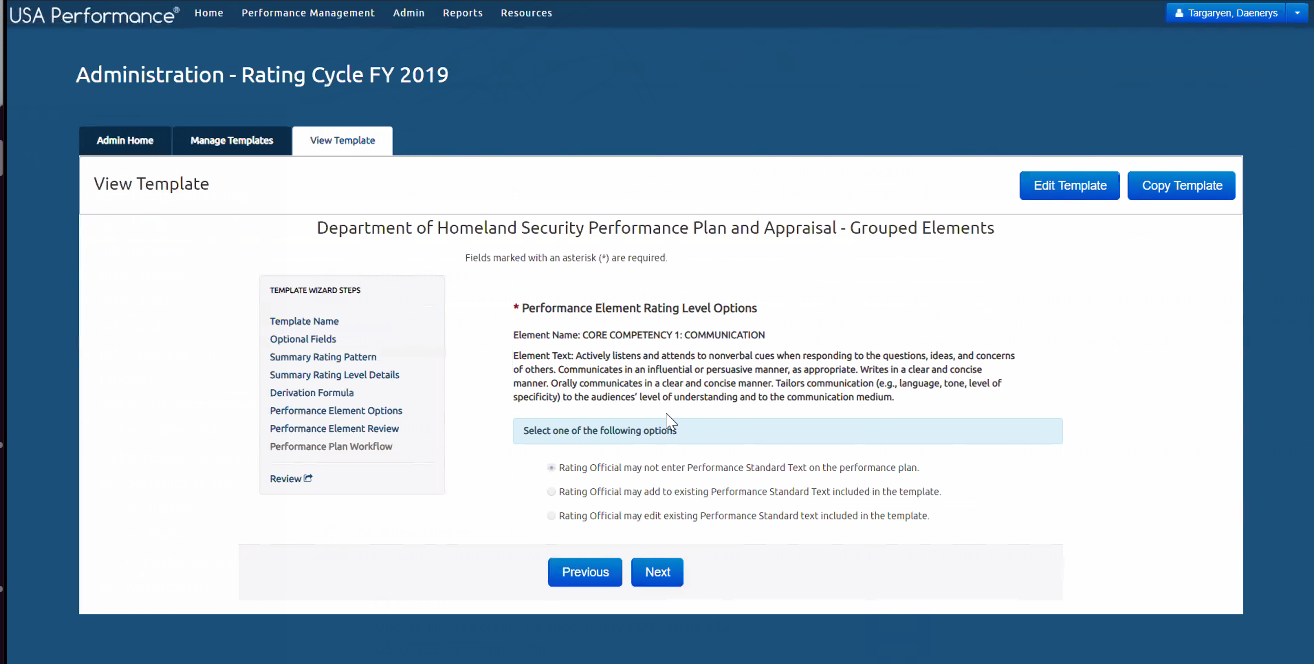 USA Performance® Home Performance Management Admin Reports Resources Targaryen, Daenerys
Administration - Rating Cycle FY 2019
Admin Home Manage Templates View Template
View Template Edit Template Copy Template
Department of Homeland Security Performance Plan and Appraisal - Grouped Elements
Fields marked with an asterisk (*) are required.
TEMPLATE WIZARD STEPS
Template Name
Optional Fields
Summary Rating Pattern
Summary Rating Level Details
Derivation Formula
Performance Element Options
Performance Element Review
Performance Plan Workflow
Review
* Performance Element Rating Level Options
Element Name: CORE COMPETENCY 1: COMMUNICATION
Element Text: Actively listens and attends to nonverbal cues when responding to the questions, ideas, and concerns
of others. Communicates in an influential or persuasive manner, as appropriate. Writes in a clear and concise
manner. Orally communicates in a clear and concise manner. Tailors communication (e.g., language, tone, level of
specificity) to the audiences' level of understanding and to the communication medium.
Select one of the following options
Rating Official may not enter Performance Standard Text on the performance plan.
Rating Official may add to existing Performance Standard Text included in the template.
Rating Official may edit existing Performance Standard text included in the template.
Previous Next